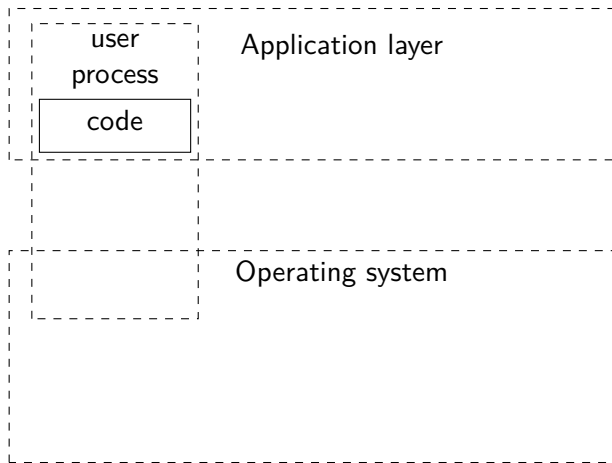 user
process
code
Application layer
Operating system